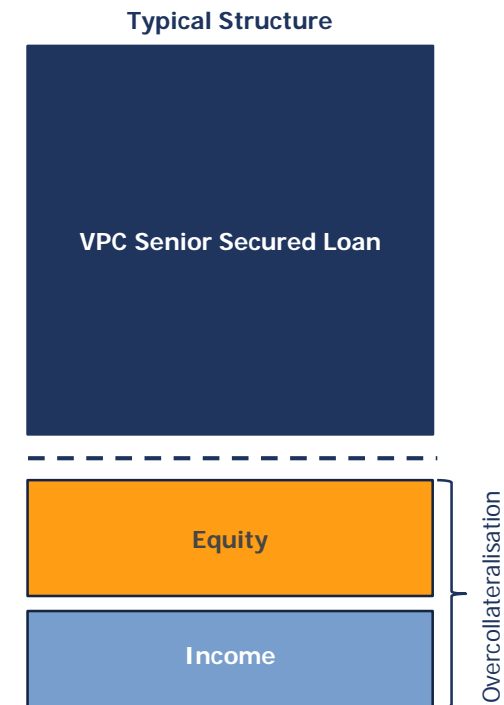 Typical Structure
VPC Senior Secured Loan
Equity
Income
Overcollateralisation